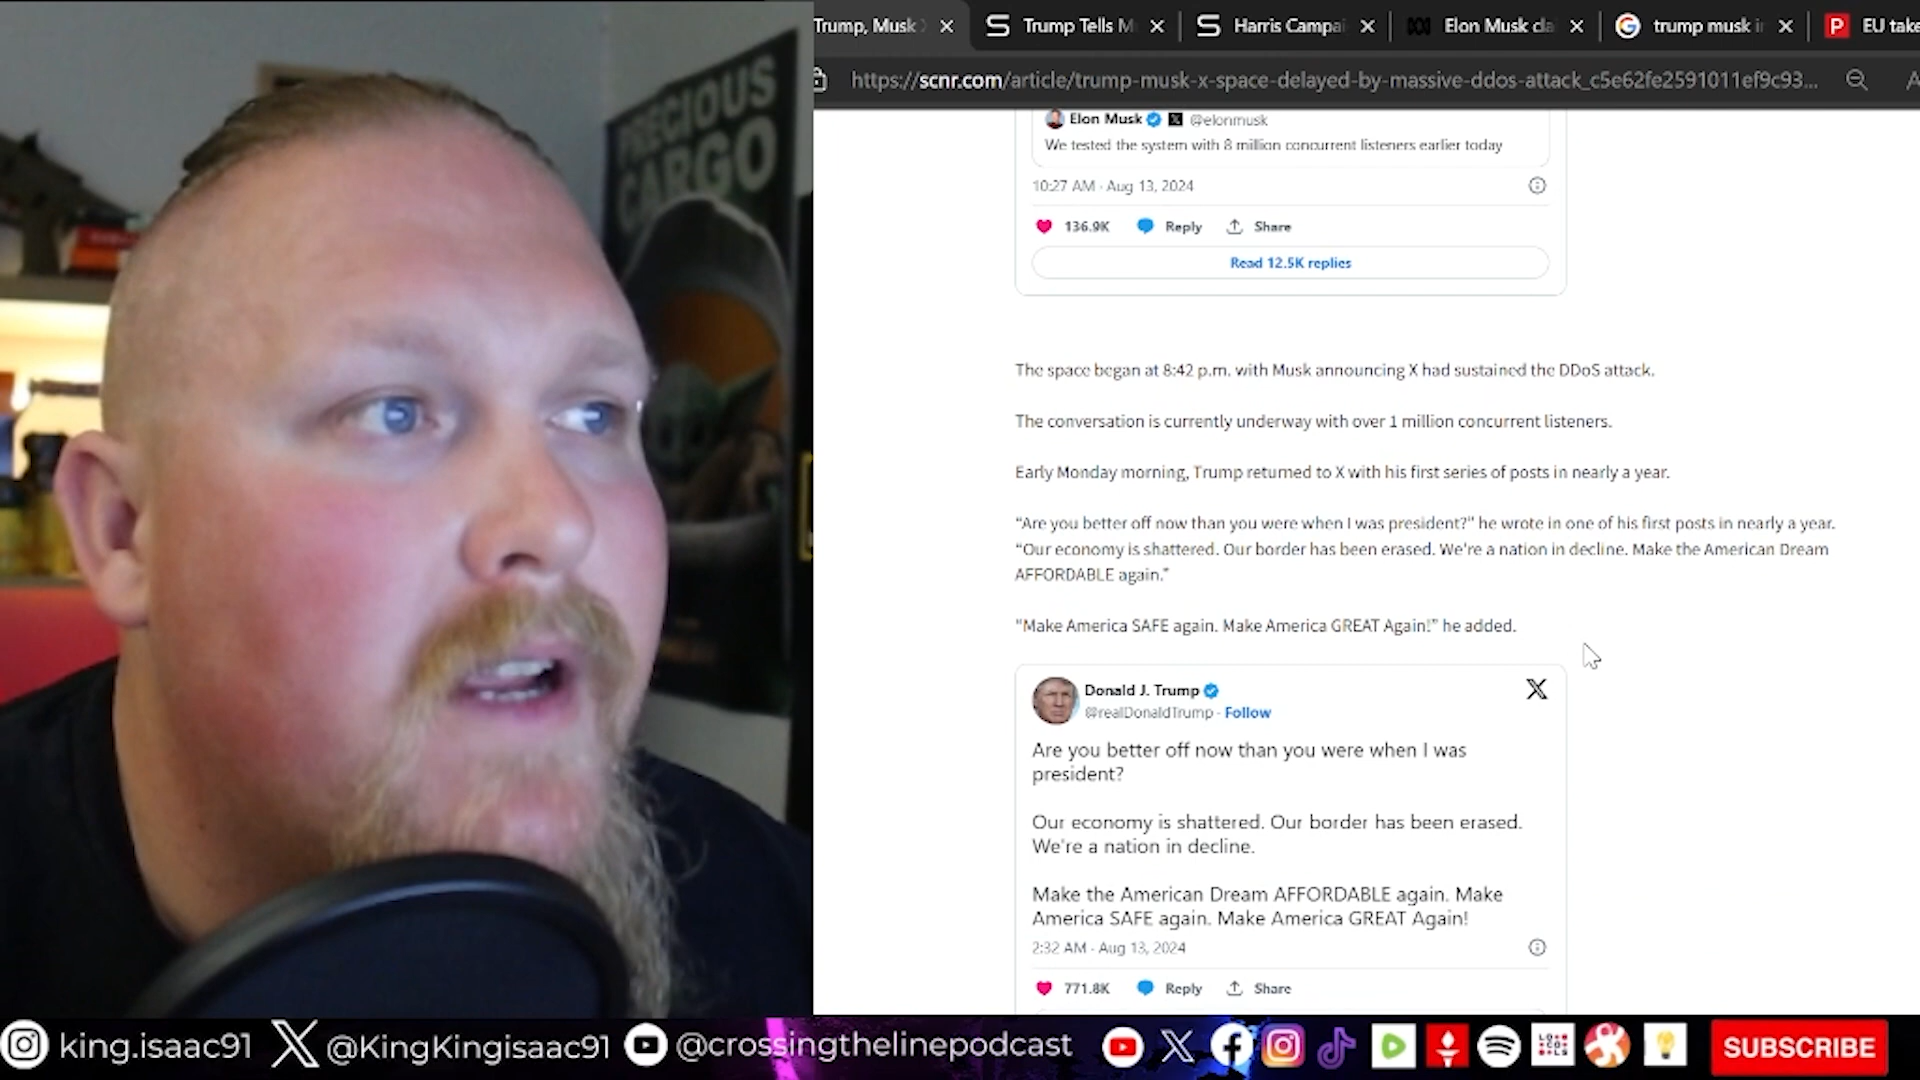 PRECIOUS
CARGO
Trump, Musk
Trump Tells M
Harris Campai
Elon Musk cla
trump musk in
EU take
https://scnr.com/article/trump-musk-x-space-delayed-by-massive-ddos-attack_c5e62fe2591011ef9c93...
Elon Musk @elonmusk
We tested the system with 8 million concurrent listeners earlier today
10:27 AM · Aug 13, 2024
136.9K Reply Share
Read 12.5K replies
The space began at 8:42 p.m. with Musk announcing X had sustained the DDoS attack.
The conversation is currently underway with over 1 million concurrent listeners.
Early Monday morning, Trump returned to X with his first series of posts in nearly a year.
“Are you better off now than you were when I was president?” he wrote in one of his first posts in nearly a year.
“Our economy is shattered. Our border has been erased. We're a nation in decline. Make the American Dream
AFFORDABLE again.”
“Make America SAFE again. Make America GREAT Again!” he added.
Donald J. Trump
@realDonaldTrump · Follow
Are you better off now than you were when I was
president?
Our economy is shattered. Our border has been erased.
We're a nation in decline.
Make the American Dream AFFORDABLE again. Make
America SAFE again. Make America GREAT Again!
2:32 AM · Aug 13, 2024
771.8K Reply Share
king.isaac91 @KingKingisaac91 @crossingthelinepodcast SUBSCRIBE